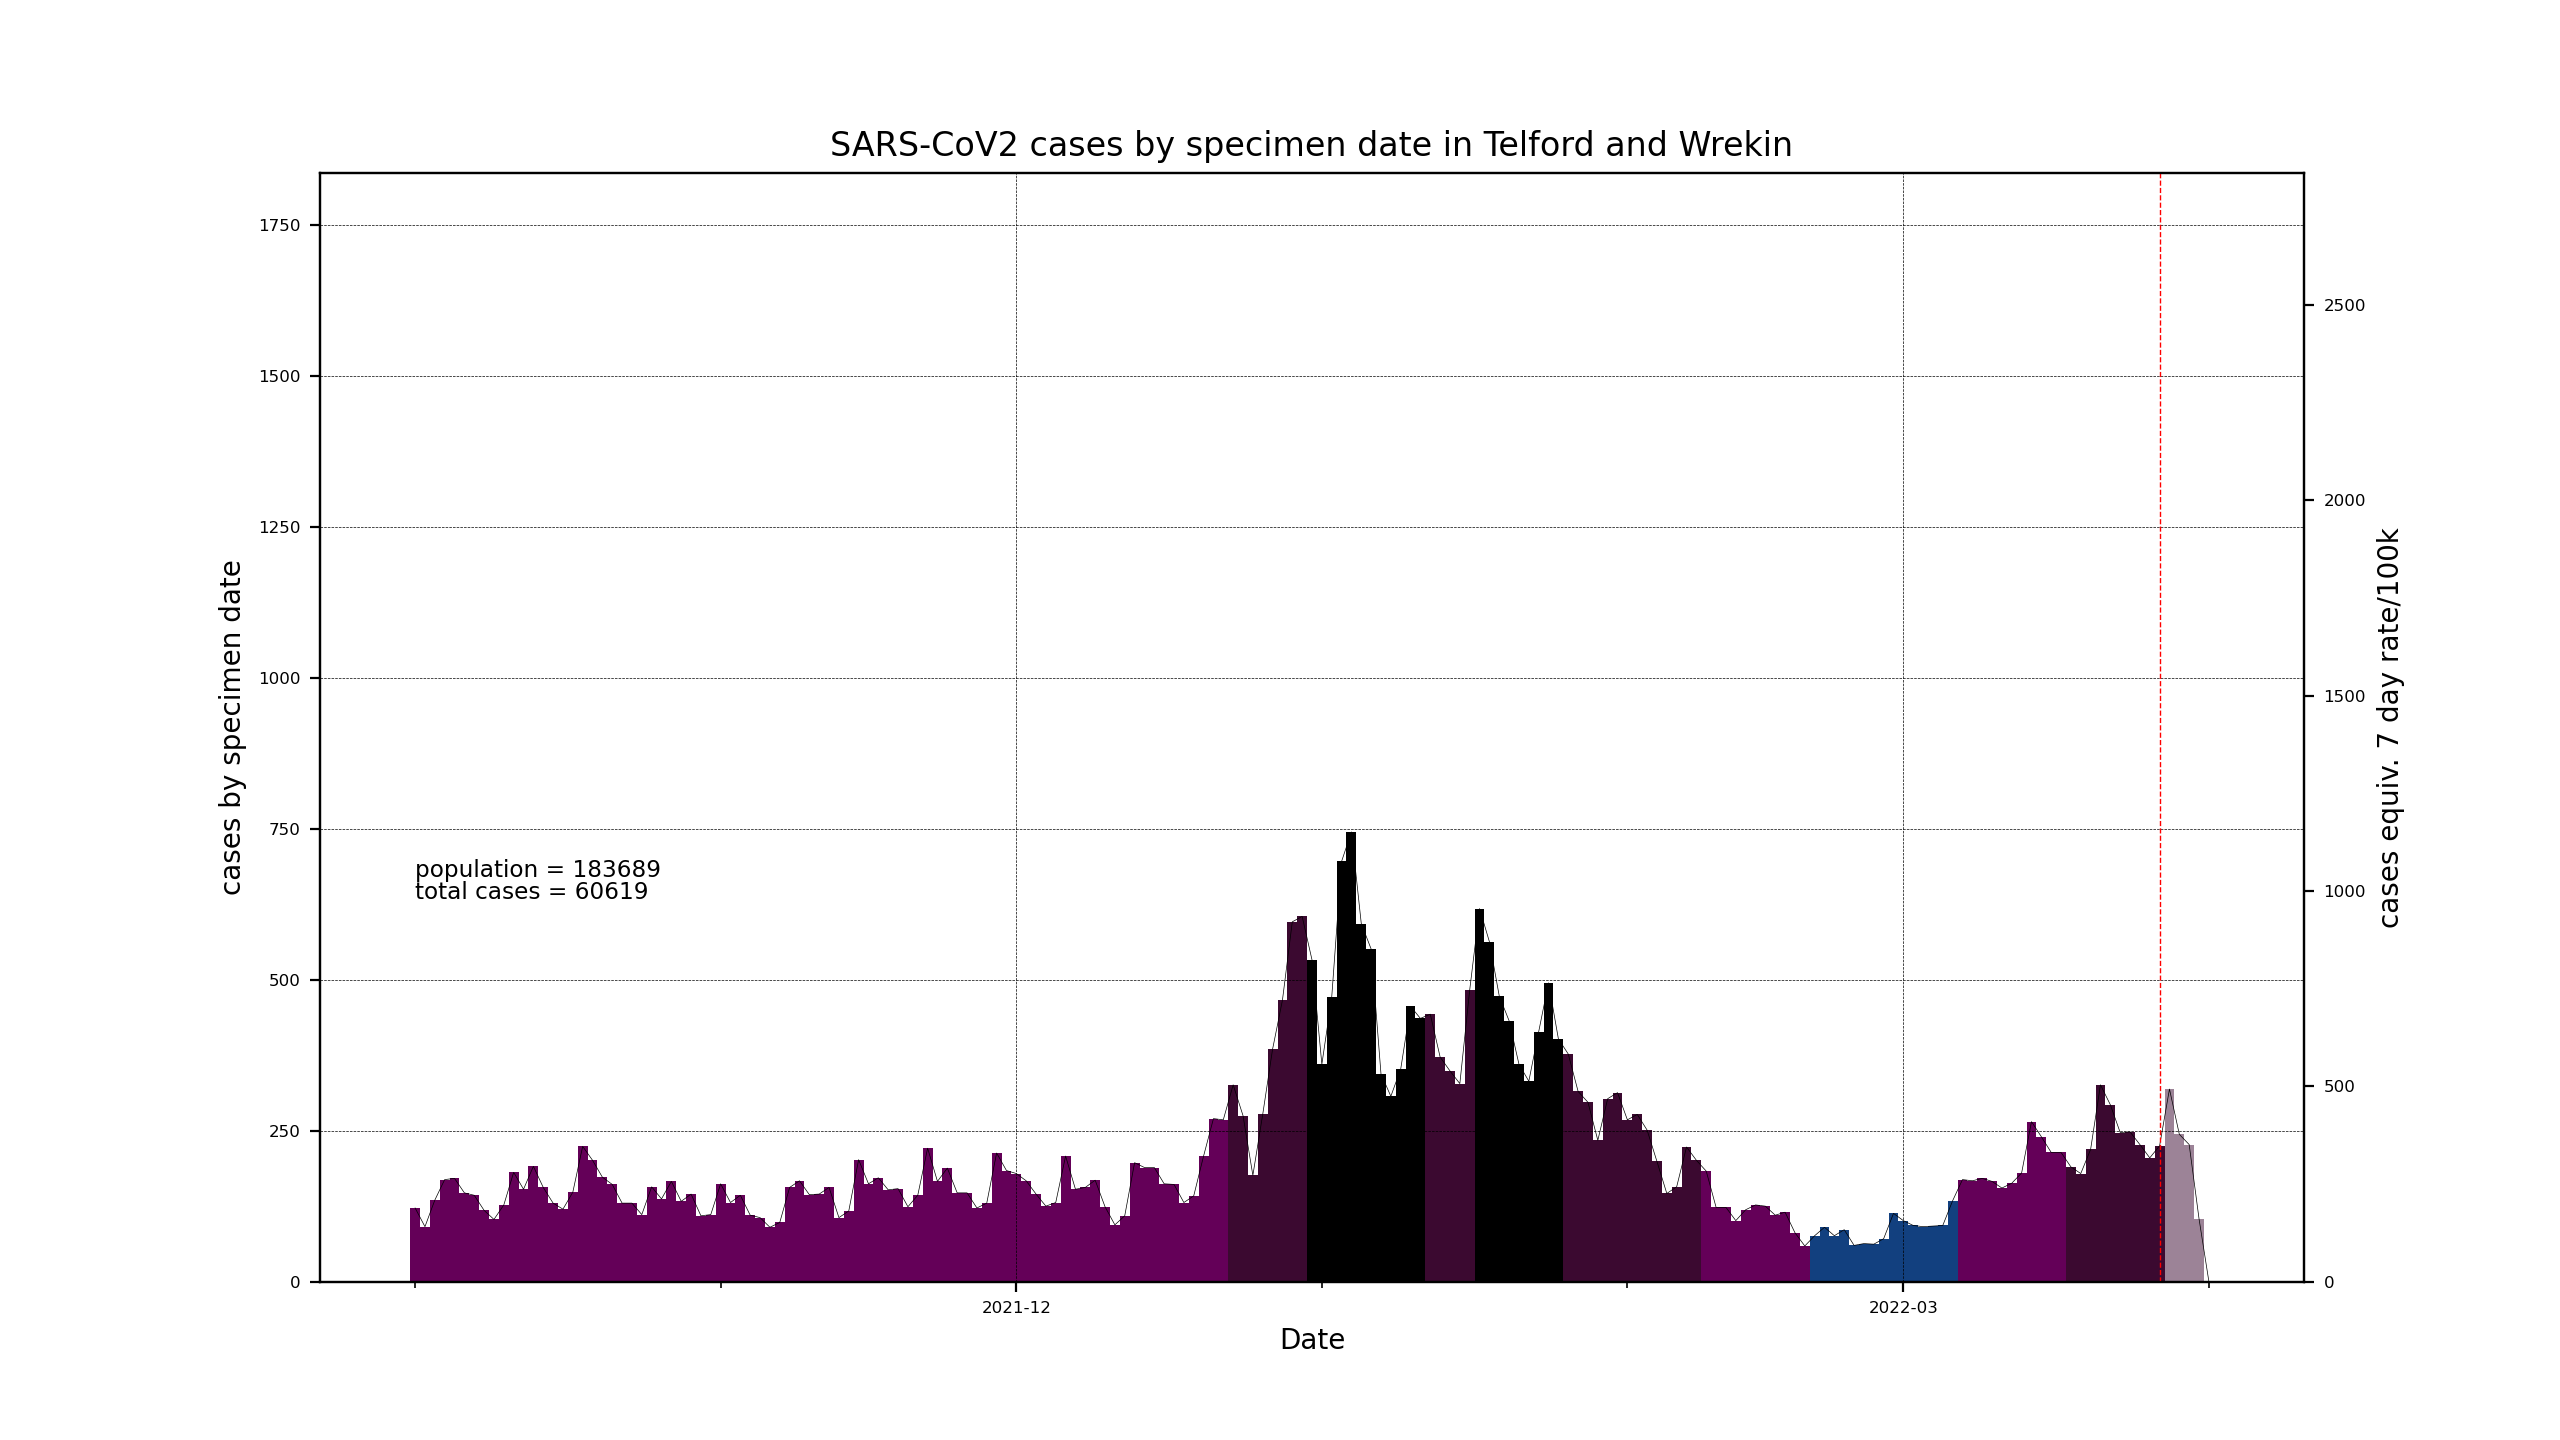 SARS-CoV2 cases by specimen date in Telford and Wrekin
cases by specimen date
1750
1500
1250
1000
750
500
250
0
population = 183689
total cases = 60619
2500
2000
1500
1000
500
0
cases equiv. 7 day rate/100k
2021-12
2022-03
Date